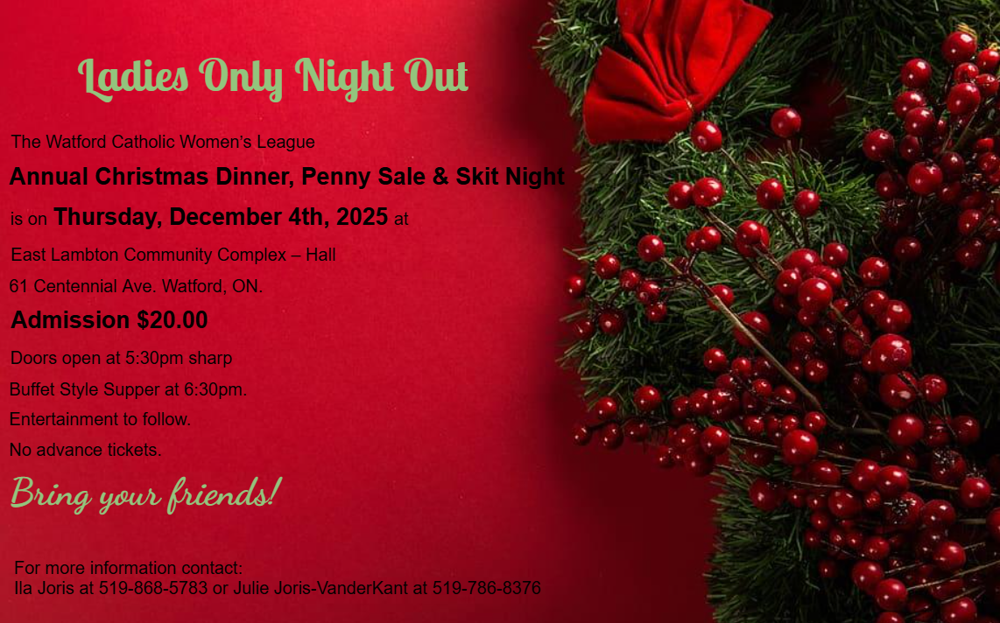 Ladies Only Night Out
The Watford Catholic Women's League
Annual Christmas Dinner, Penny Sale & Skit Night
is on Thursday, December 4th, 2025 at
East Lambton Community Complex – Hall
61 Centennial Ave. Watford, ON.
Admission $20.00
Doors open at 5:30pm sharp
Buffet Style Supper at 6:30pm.
Entertainment to follow.
No advance tickets.
Bring your friends!
For more information contact:
Ila Joris at 519-868-5783 or Julie Joris-VanderKant at 519-786-8376